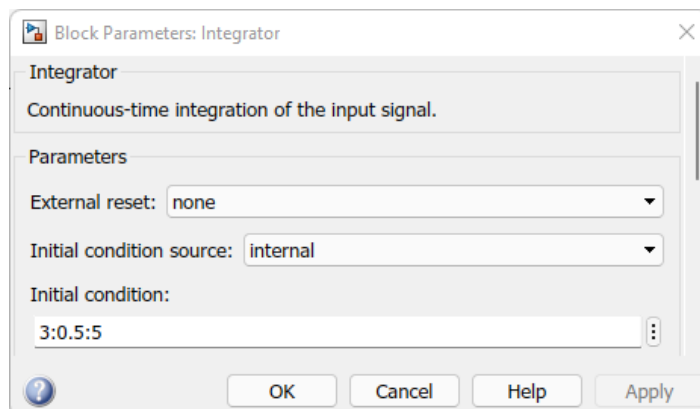 Block Parameters: Integrator
Integrator
Continuous-time integration of the input signal.
Parameters
External reset: none
Initial condition source: internal
Initial condition:
3:0.5:5
OK Cancel Help Apply